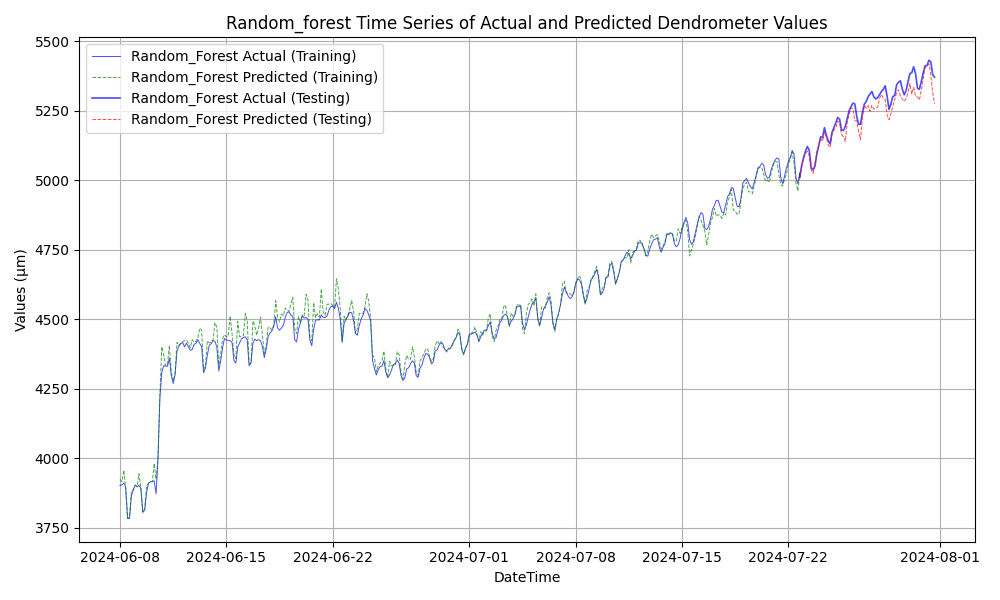 Random_forest Time Series of Actual and Predicted Dendrometer Values
Random_Forest Actual (Training)
Random_Forest Predicted (Training)
Random_Forest Actual (Testing)
Random_Forest Predicted (Testing)
Values (μm)
5500
5250
5000
4750
4500
4250
4000
3750
2024-06-08
2024-06-15
2024-06-22
2024-07-01
2024-07-08
2024-07-15
2024-07-22
2024-08-01
DateTime